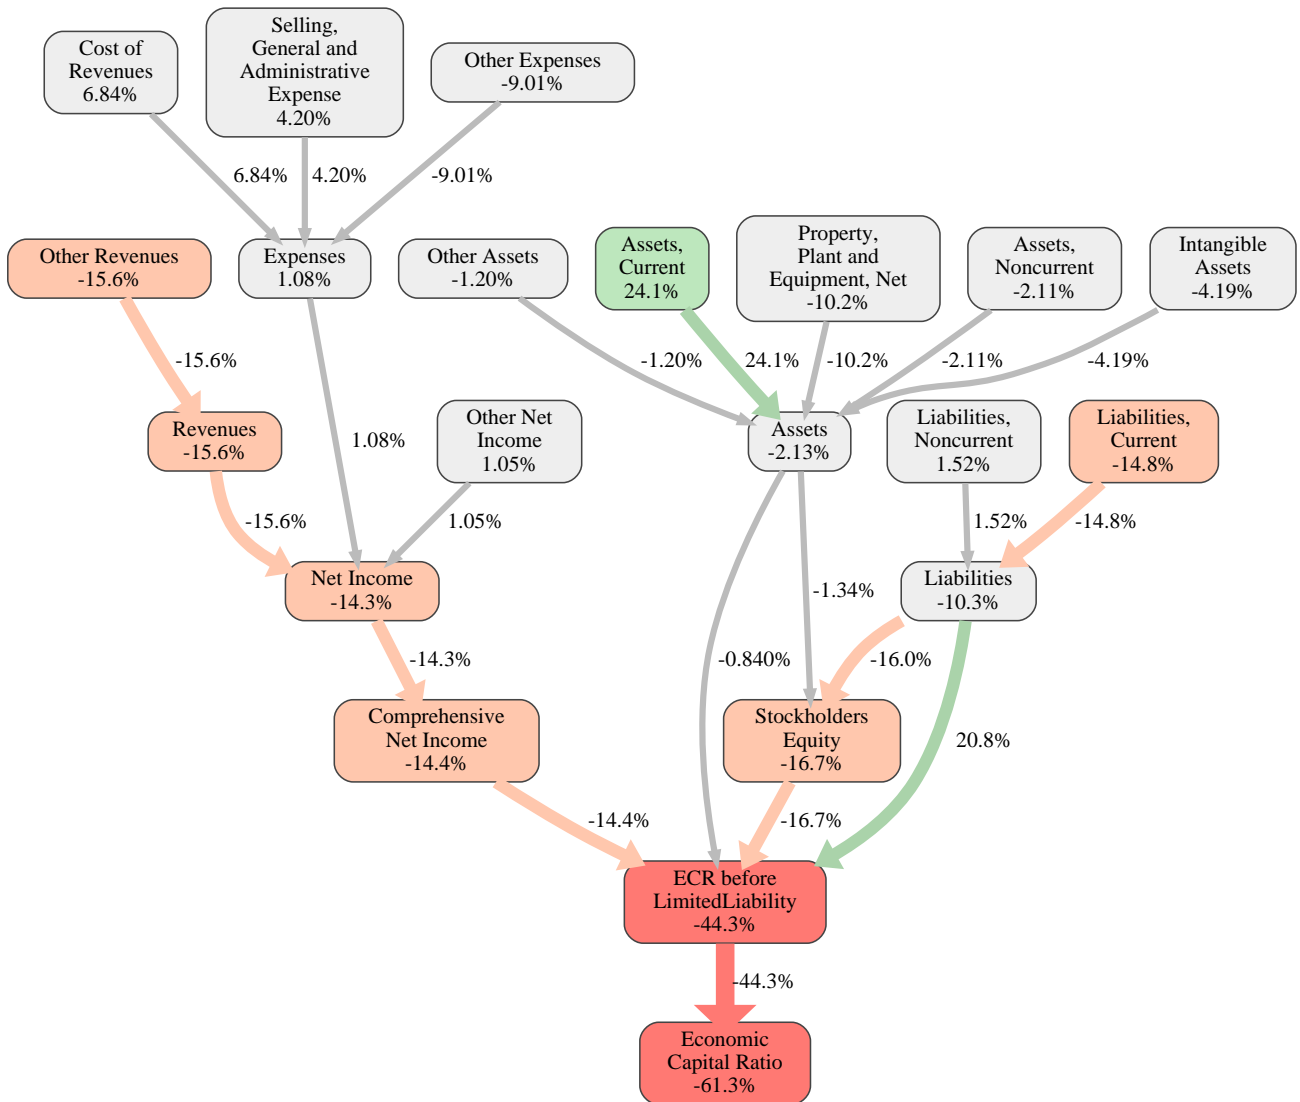 Cost of
Revenues
6.84%
Selling,
General and
Administrative
Expense
4.20%
Other Expenses
-9.01%
6.84%
4.20%
-9.01%
Other Revenues
-15.6%
Expenses
1.08%
Other Assets
-1.20%
Assets,
Current
24.1%
Property,
Plant and
Equipment, Net
-10.2%
Assets,
Noncurrent
-2.11%
Intangible
Assets
-4.19%
-15.6%
-1.20%
24.1%
-10.2%
-2.11%
-4.19%
Revenues
-15.6%
1.08%
Other Net
Income
1.05%
Assets
-2.13%
Liabilities,
Noncurrent
1.52%
Liabilities,
Current
-14.8%
-15.6%
1.05%
1.52%
-14.8%
Net Income
-14.3%
-1.34%
Liabilities
-10.3%
-14.3%
-0.840%
-16.0%
Comprehensive
Net Income
-14.4%
Stockholders
Equity
-16.7%
20.8%
-14.4%
-16.7%
ECR before
LimitedLiability
-44.3%
-44.3%
Economic
Capital Ratio
-61.3%